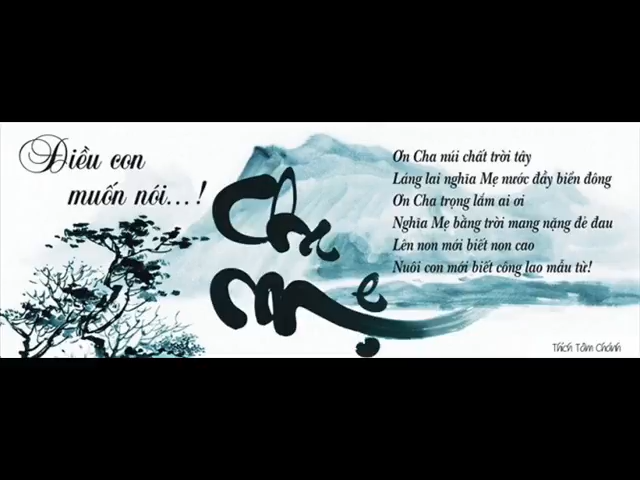 Điều con
muốn nói...!
Cha
Mẹ
Ơn Cha núi chất trời tây
Láng lai nghĩa Mẹ nước đầy biển đông
Ơn Cha trọng lắm ai ơi
Nghĩa Mẹ bằng trời mang nặng đẻ đau
Lên non mới biết non cao
Nuôi con mới biết công lao mẫu từ!
Thích Tâm Chánh